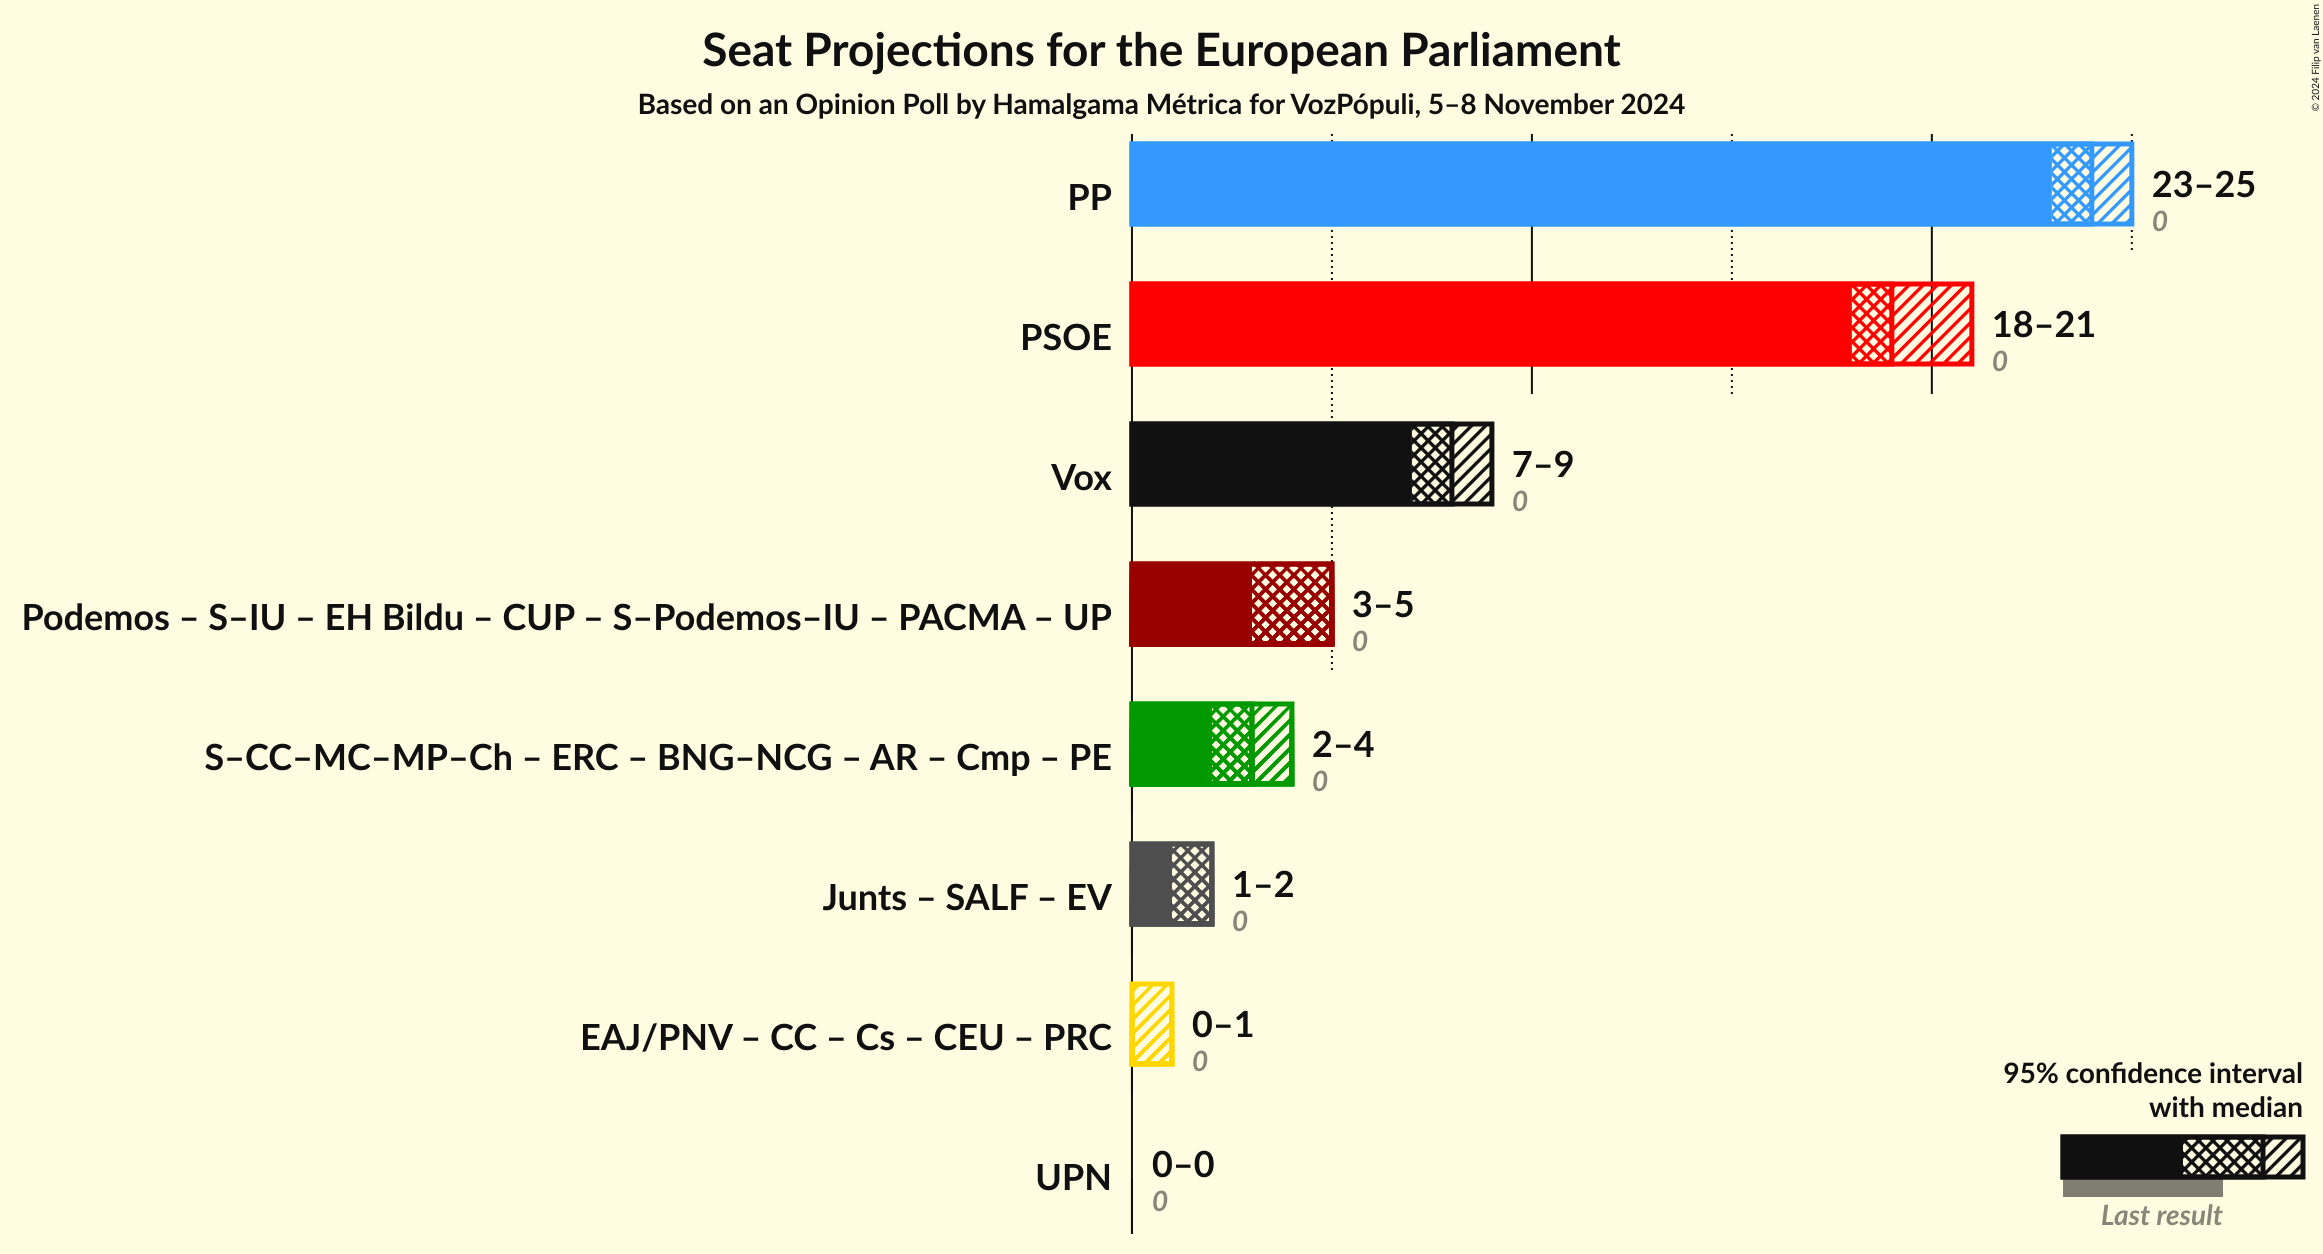 Seat Projections for the European Parliament
Based on an Opinion Poll by Hamalgama Métrica for VozPópuli, 5–8 November 2024
© 2024 Filip van Laenen
PP
23–25
0
PSOE
18–21
0
Vox
7–9
0
Podemos – S–IU – EH Bildu – CUP – S–Podemos–IU – PACMA – UP
3–5
0
S–CC–MC–MP–Ch – ERC – BNG–NCG – AR – Cmp – PE
2–4
0
Junts – SALF – EV
1–2
0
EAJ/PNV – CC – Cs – CEU – PRC
0–1
0
UPN
0–0
0
95% confidence interval
with median
Last result